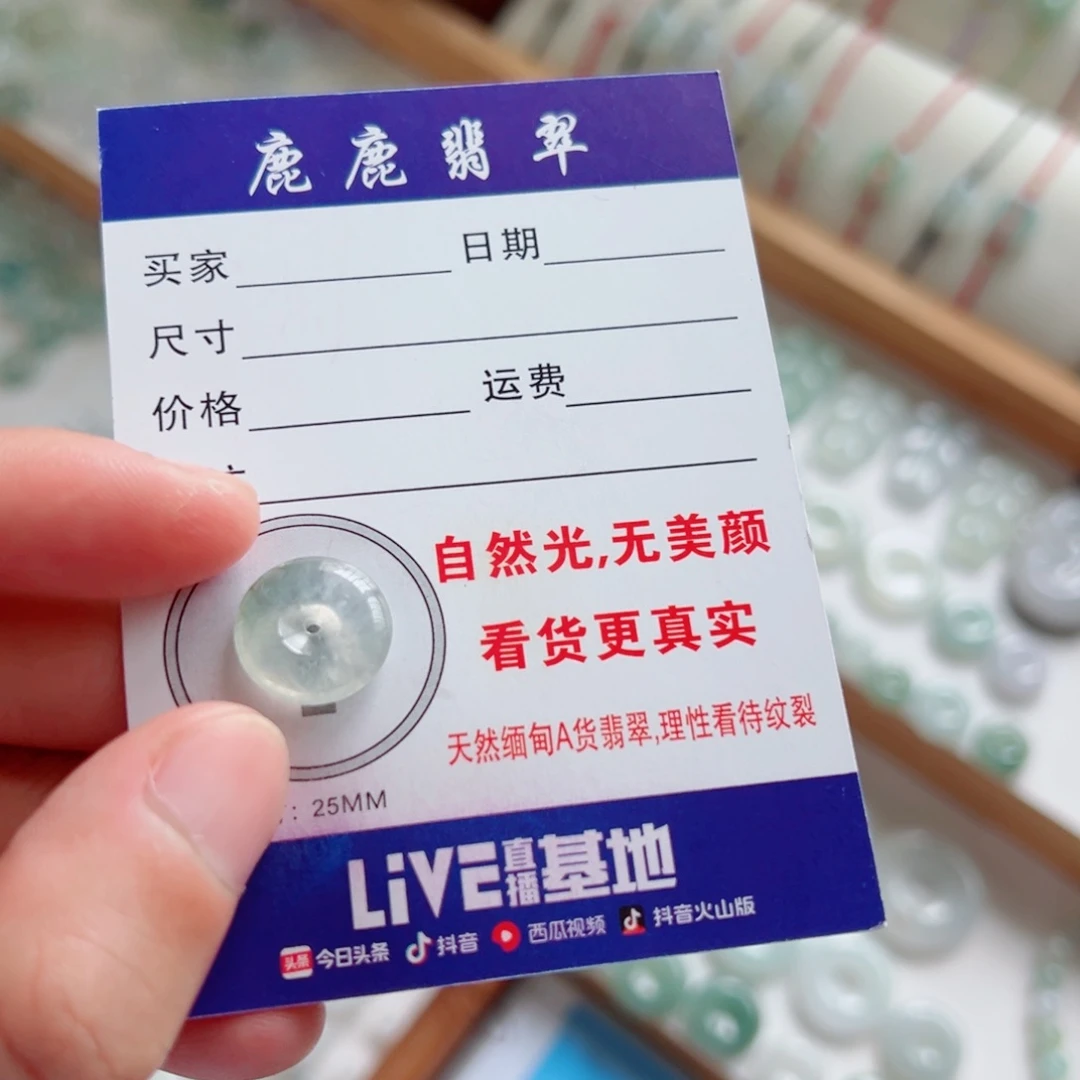 鹿鹿翡翠
买家 日期
尺寸
价格 运费
自然光,无美颜
看货更真实
天然缅甸A货翡翠,理性看待纹裂
: 25MM
LiVE直播基地
头条 今日头条 抖音 西瓜视频 抖音火山版